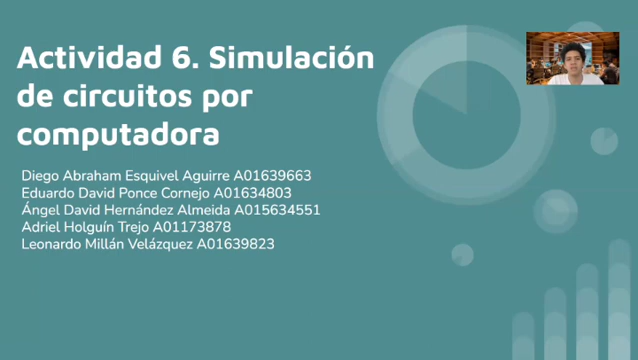 Actividad 6. Simulación
de circuitos por
computadora
Diego Abraham Esquivel Aguirre A01639663
Eduardo David Ponce Cornejo A01634803
Ángel David Hernández Almeida A015634551
Adriel Holguín Trejo A01173878
Leonardo Millán Velázquez A01639823